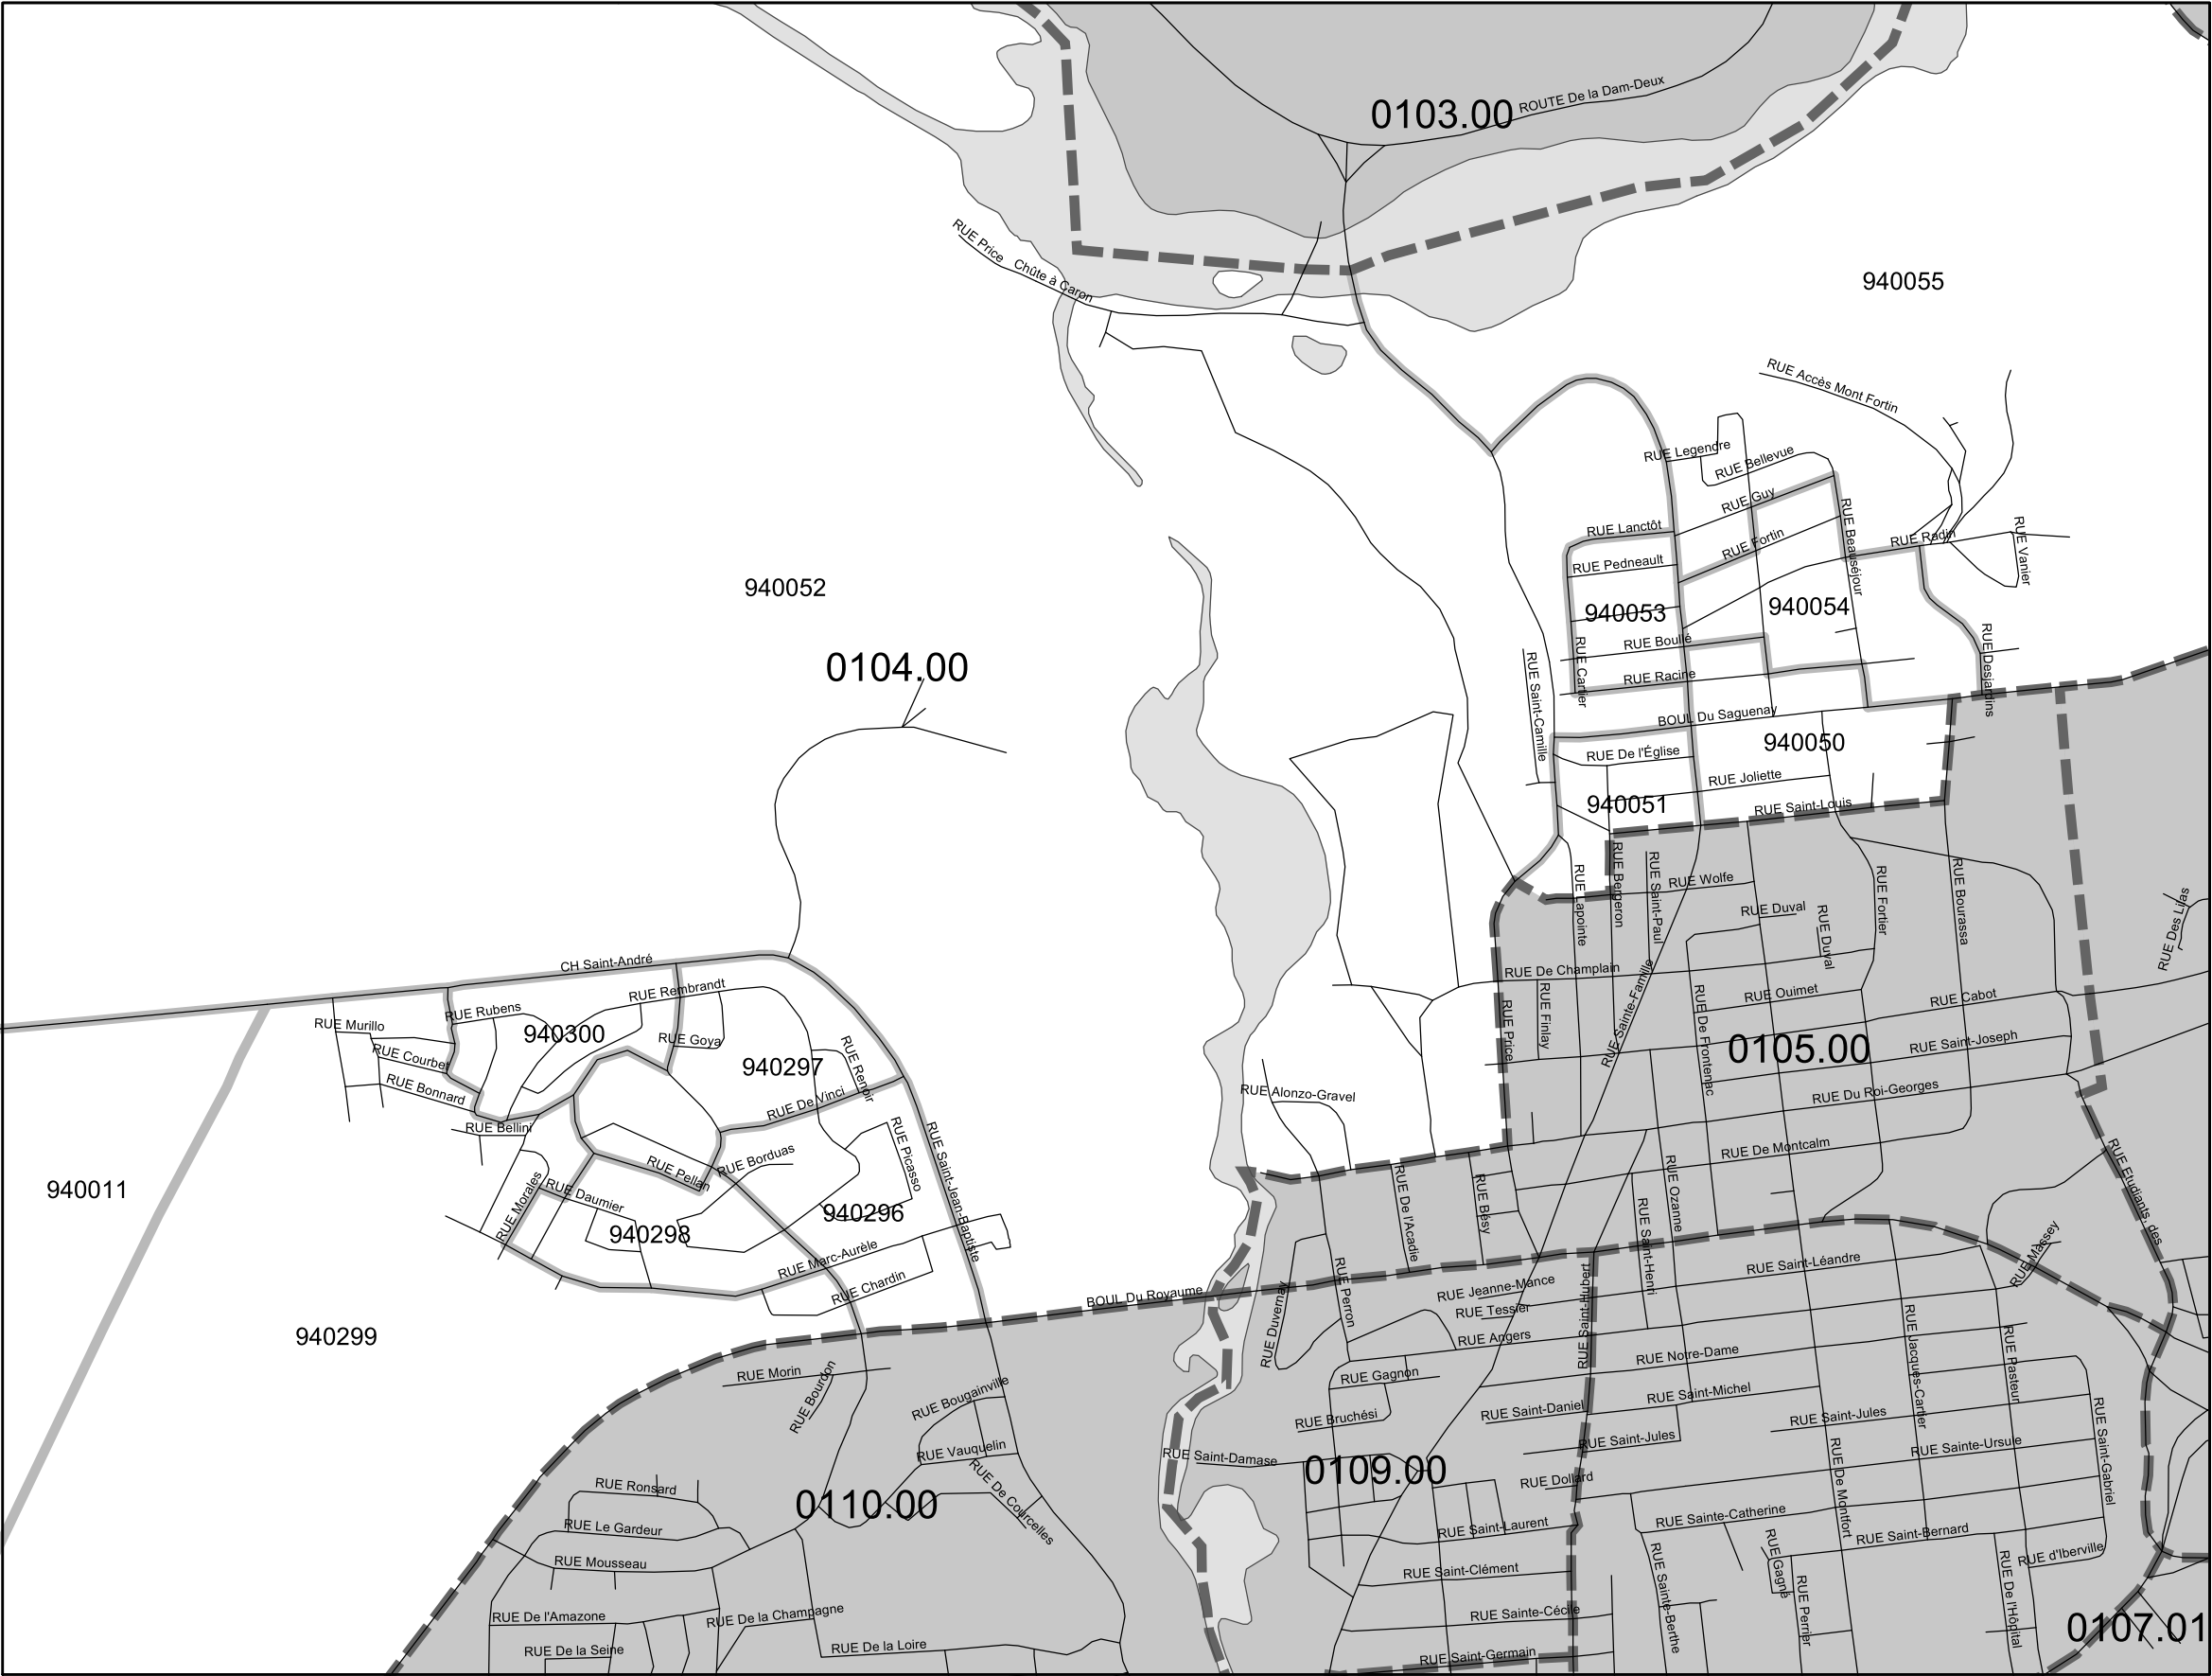 0103.00
ROUTE De la Dam-Deux
RUE Price
Chûte à Caron
940055
RUE Accès Mont Fortin
RUE Legendre
RUE Bellevue
RUE Guy
RUE Lanctôt
RUE Fortin
RUE Beauséjour
RUE Radin
RUE Vanier
RUE Pedneault
940052
940053
940054
RUE Boullé
RUE Cartier
RUE Racine
RUE Saint-Camille
RUE Desjardins
0104.00
BOUL Du Saguenay
RUE De l'Église
940050
RUE Joliette
940051
RUE Saint-Louis
RUE Lapointe
RUE Bergeron
RUE Saint-Paul
RUE Wolfe
RUE Duval
RUE Duval
RUE Fortier
RUE Bourassa
RUE Des Lilas
CH Saint-André
RUE De Champlain
RUE Sainte-Famille
RUE Rembrandt
RUE Rubens
RUE Murillo
940300
RUE Goya
RUE Courbet
RUE Bonnard
940297
RUE Renoir
RUE De Vinci
RUE Price
RUE Finlay
RUE De Frontenac
RUE Ouimet
RUE Cabot
0105.00
RUE Saint-Joseph
RUE Du Roi-Georges
RUE Alonzo-Gravel
RUE Bellini
RUE Picasso
RUE Saint-Jean-Baptiste
RUE Borduas
RUE Pellan
RUE De Montcalm
RUE Etudiants, des
940011
RUE Daumier
RUE Morales
940298
940296
RUE De l'Acadie
RUE Bésy
RUE Ozanne
RUE Saint-Henri
RUE Massey
RUE Marc-Aurèle
RUE Chardin
RUE Saint-Léandre
BOUL Du Royaume
RUE Jeanne-Mance
RUE Tessier
RUE Duvernay
RUE Perron
RUE Saint-Hubert
940299
RUE Angers
RUE Notre-Dame
RUE Jacques-Cartier
RUE Pasteur
RUE Morin
RUE Bourdon
RUE Bougainville
RUE Gagnon
RUE Saint-Michel
RUE Bruchési
RUE Saint-Daniel
RUE Saint-Jules
RUE Saint-Jules
RUE Saint-Gabriel
RUE Vauquelin
RUE Saint-Damase
RUE Sainte-Ursule
0109.00
RUE Dollard
RUE De Montfort
RUE De Courcelles
RUE Ronsard
0110.00
RUE Le Gardeur
RUE Saint-Laurent
RUE Sainte-Catherine
RUE Saint-Bernard
RUE Mousseau
RUE Saint-Clément
RUE Sainte-Berthe
RUE Gagné
RUE Perrier
RUE De l'Hôpital
RUE d'Iberville
RUE De l'Amazone
RUE De la Champagne
RUE Sainte-Cécile
0107.01
RUE De la Seine
RUE De la Loire
RUE Saint-Germain